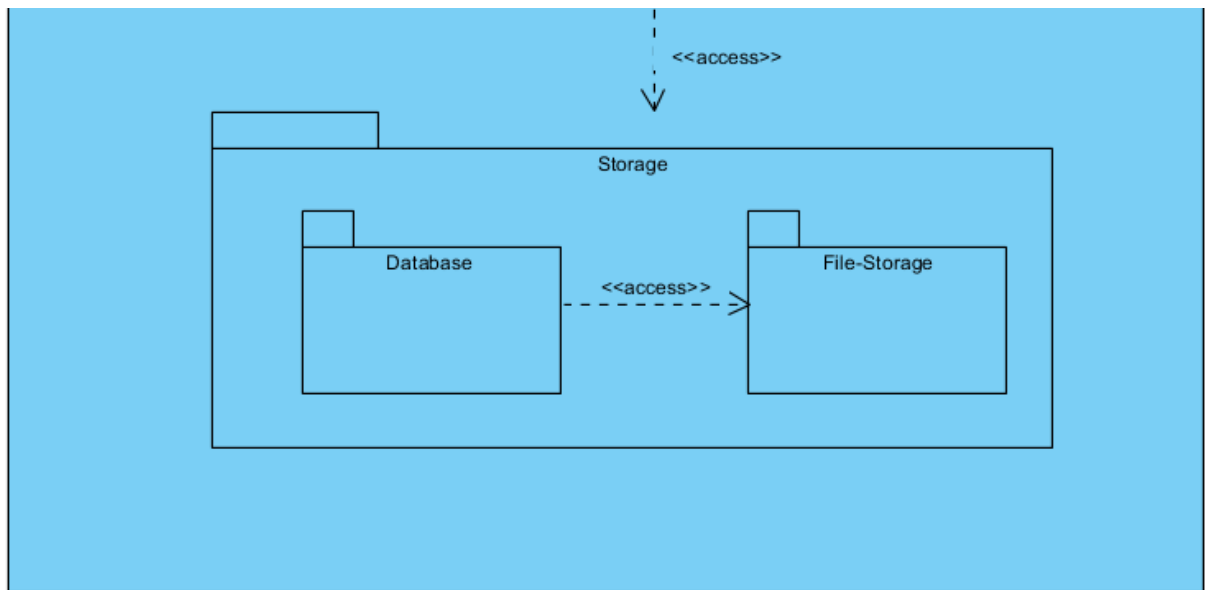 <<access>>
Storage
Database
File-Storage
<<access>>